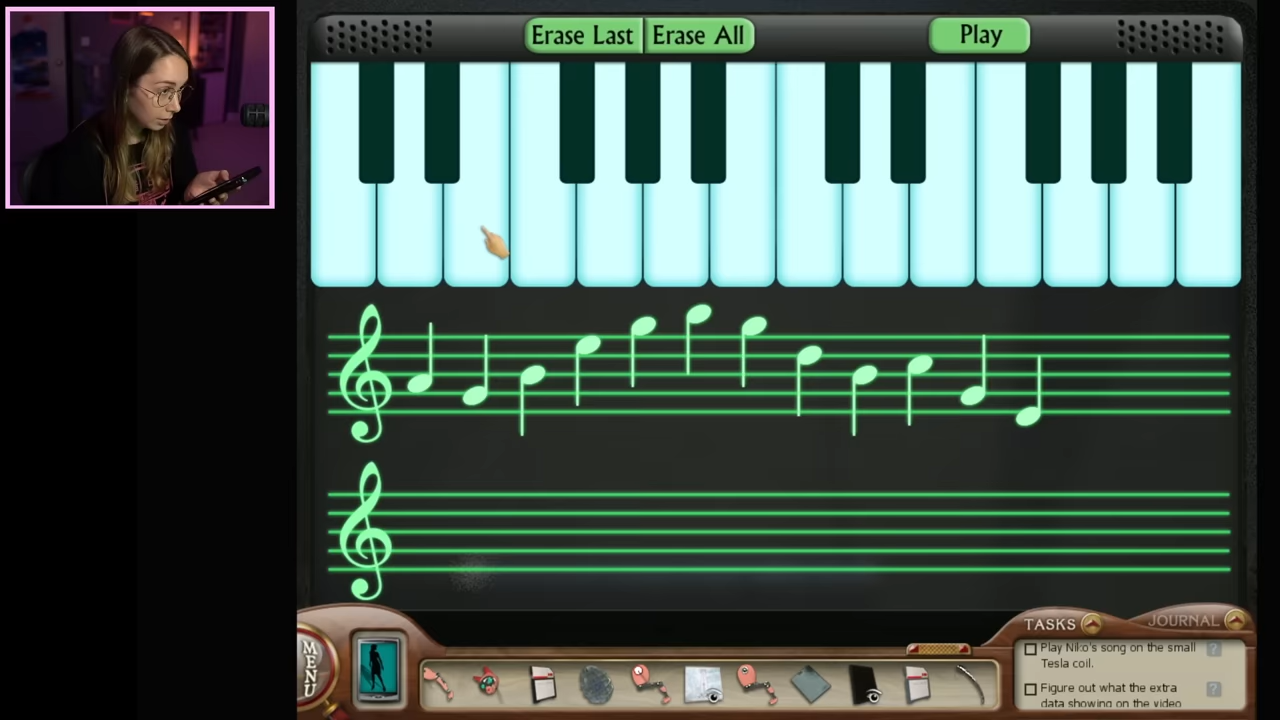 Erase Last
Erase All
Play
MENU
TASKS
JOURNAL
Play Niko's song on the small
Tesla coil.
Figure out what the extra
data showing on the video